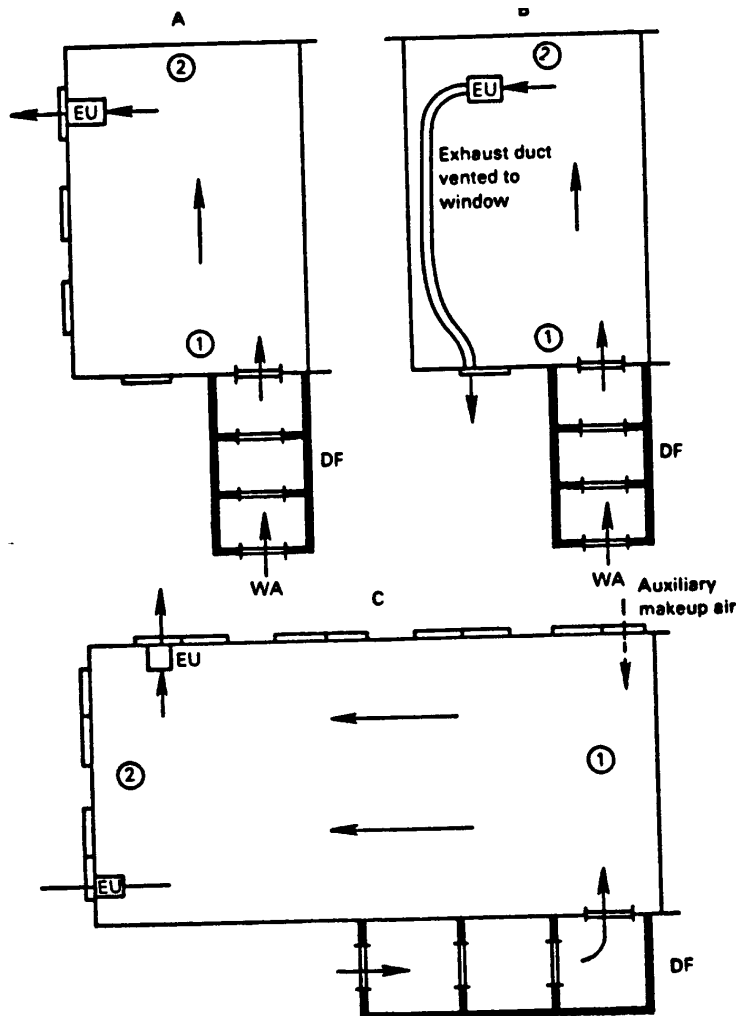 A
②
EU
①
DF
WA
B
②
EU
Exhaust duct
vented to
window
①
DF
WA
C
Auxiliary
makeup air
EU
②
①
EU
DF